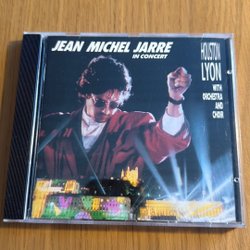 JEAN MICHEL JARRE
IN CONCERT
HOUSTON
LYON
WITH
ORCHESTRA
AND
CHOIR